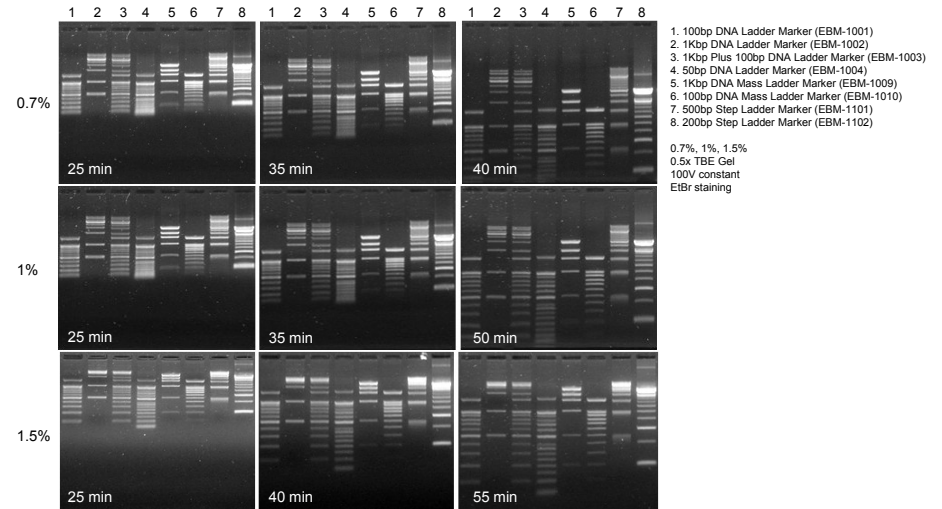 1 2 3 4 5 6 7 8 1 2 3 4 5 6 7 8 1 2 3 4 5 6 7 8
0.7%
25 min 35 min 40 min
1%
25 min 35 min 50 min
1.5%
25 min 40 min 55 min
1. 100bp DNA Ladder Marker (EBM-1001)
2. 1Kbp DNA Ladder Marker (EBM-1002)
3. 1Kbp Plus 100bp DNA Ladder Marker (EBM-1003)
4. 50bp DNA Ladder Marker (EBM-1004)
5. 1Kbp DNA Mass Ladder Marker (EBM-1009)
6. 100bp DNA Mass Ladder Marker (EBM-1010)
7. 500bp Step Ladder Marker (EBM-1101)
8. 200bp Step Ladder Marker (EBM-1102)
0.7%, 1%, 1.5%
0.5x TBE Gel
100V constant
EtBr staining